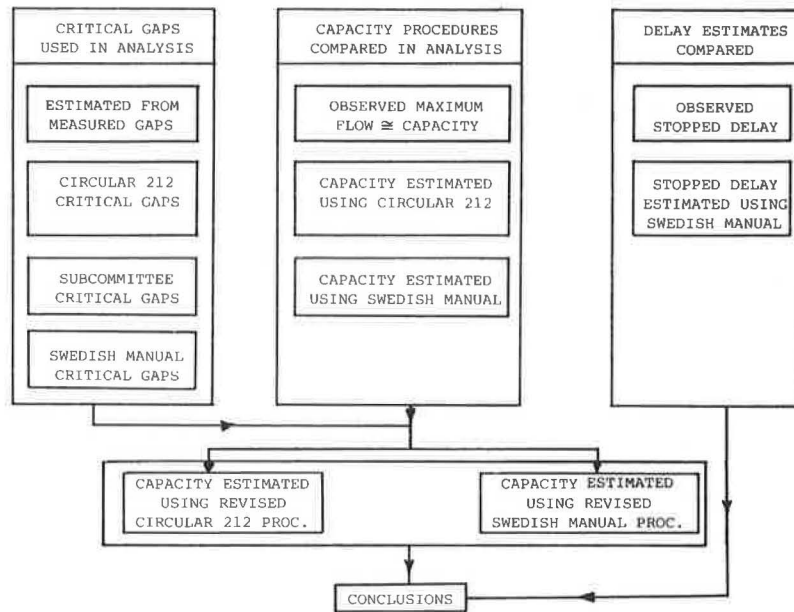 CRITICAL GAPS
USED IN ANALYSIS
ESTIMATED FROM
MEASURED GAPS
CIRCULAR 212
CRITICAL GAPS
SUBCOMMITTEE
CRITICAL GAPS
SWEDISH MANUAL
CRITICAL GAPS
CAPACITY PROCEDURES
COMPARED IN ANALYSIS
OBSERVED MAXIMUM
FLOW ≅ CAPACITY
CAPACITY ESTIMATED
USING CIRCULAR 212
CAPACITY ESTIMATED
USING SWEDISH MANUAL
DELAY ESTIMATES
COMPARED
OBSERVED
STOPPED DELAY
STOPPED DELAY
ESTIMATED USING
SWEDISH MANUAL
CAPACITY ESTIMATED
USING REVISED
CIRCULAR 212 PROC.
CAPACITY ESTIMATED
USING REVISED
SWEDISH MANUAL PROC.
CONCLUSIONS